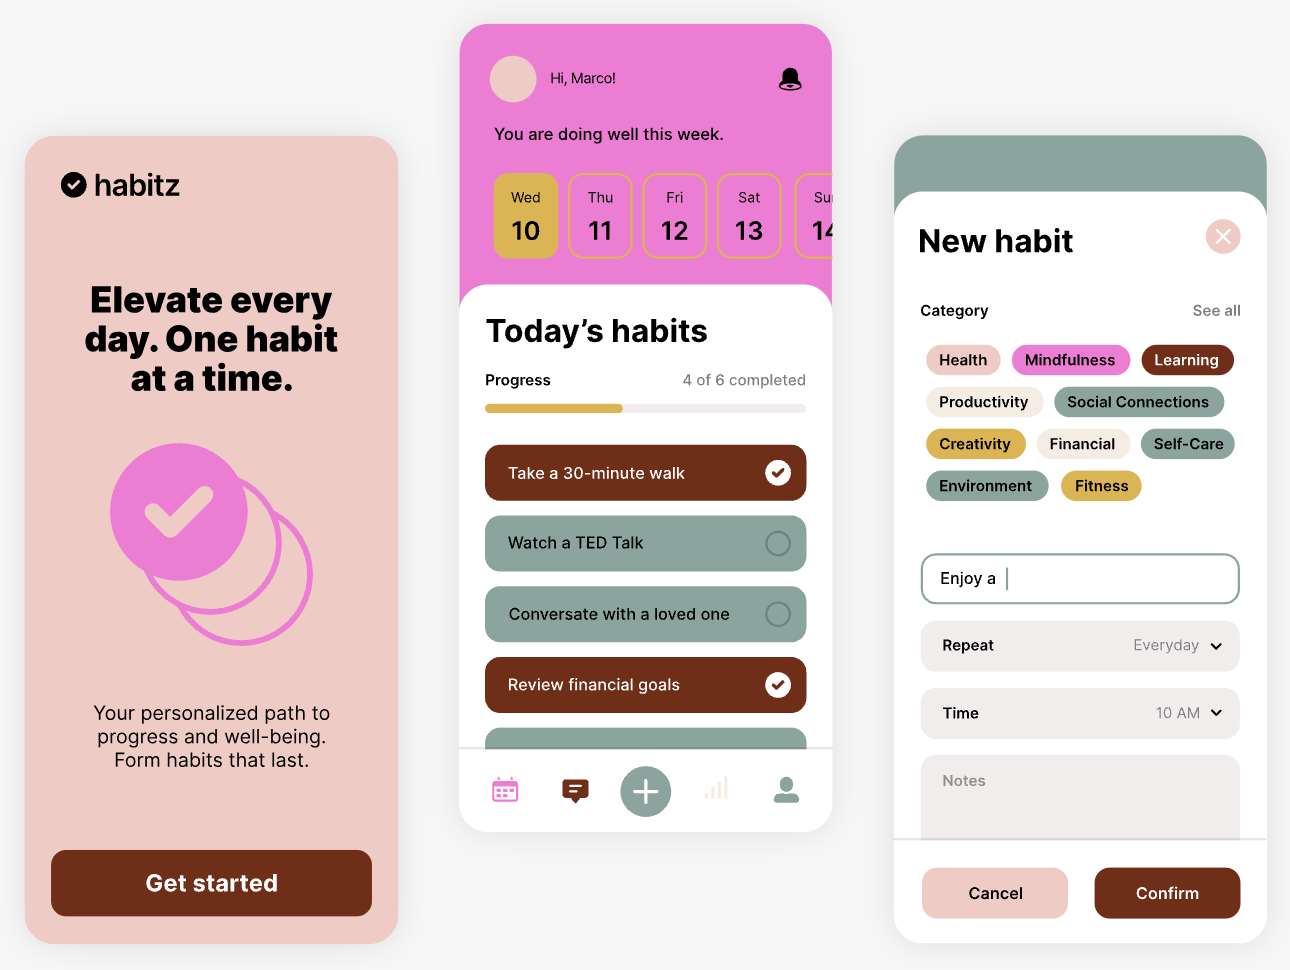 habitz
Elevate every
day. One habit
at a time.
Your personalized path to
progress and well-being.
Form habits that last.
Get started
Hi, Marco!
You are doing well this week.
Wed Thu Fri Sat Su
10 11 12 13 14
Today’s habits
Progress 4 of 6 completed
Take a 30-minute walk
Watch a TED Talk
Conversate with a loved one
Review financial goals
New habit
Category See all
Health Mindfulness Learning
Productivity Social Connections
Creativity Financial Self-Care
Environment Fitness
Enjoy a
Repeat Everyday
Time 10 AM
Notes
Cancel Confirm